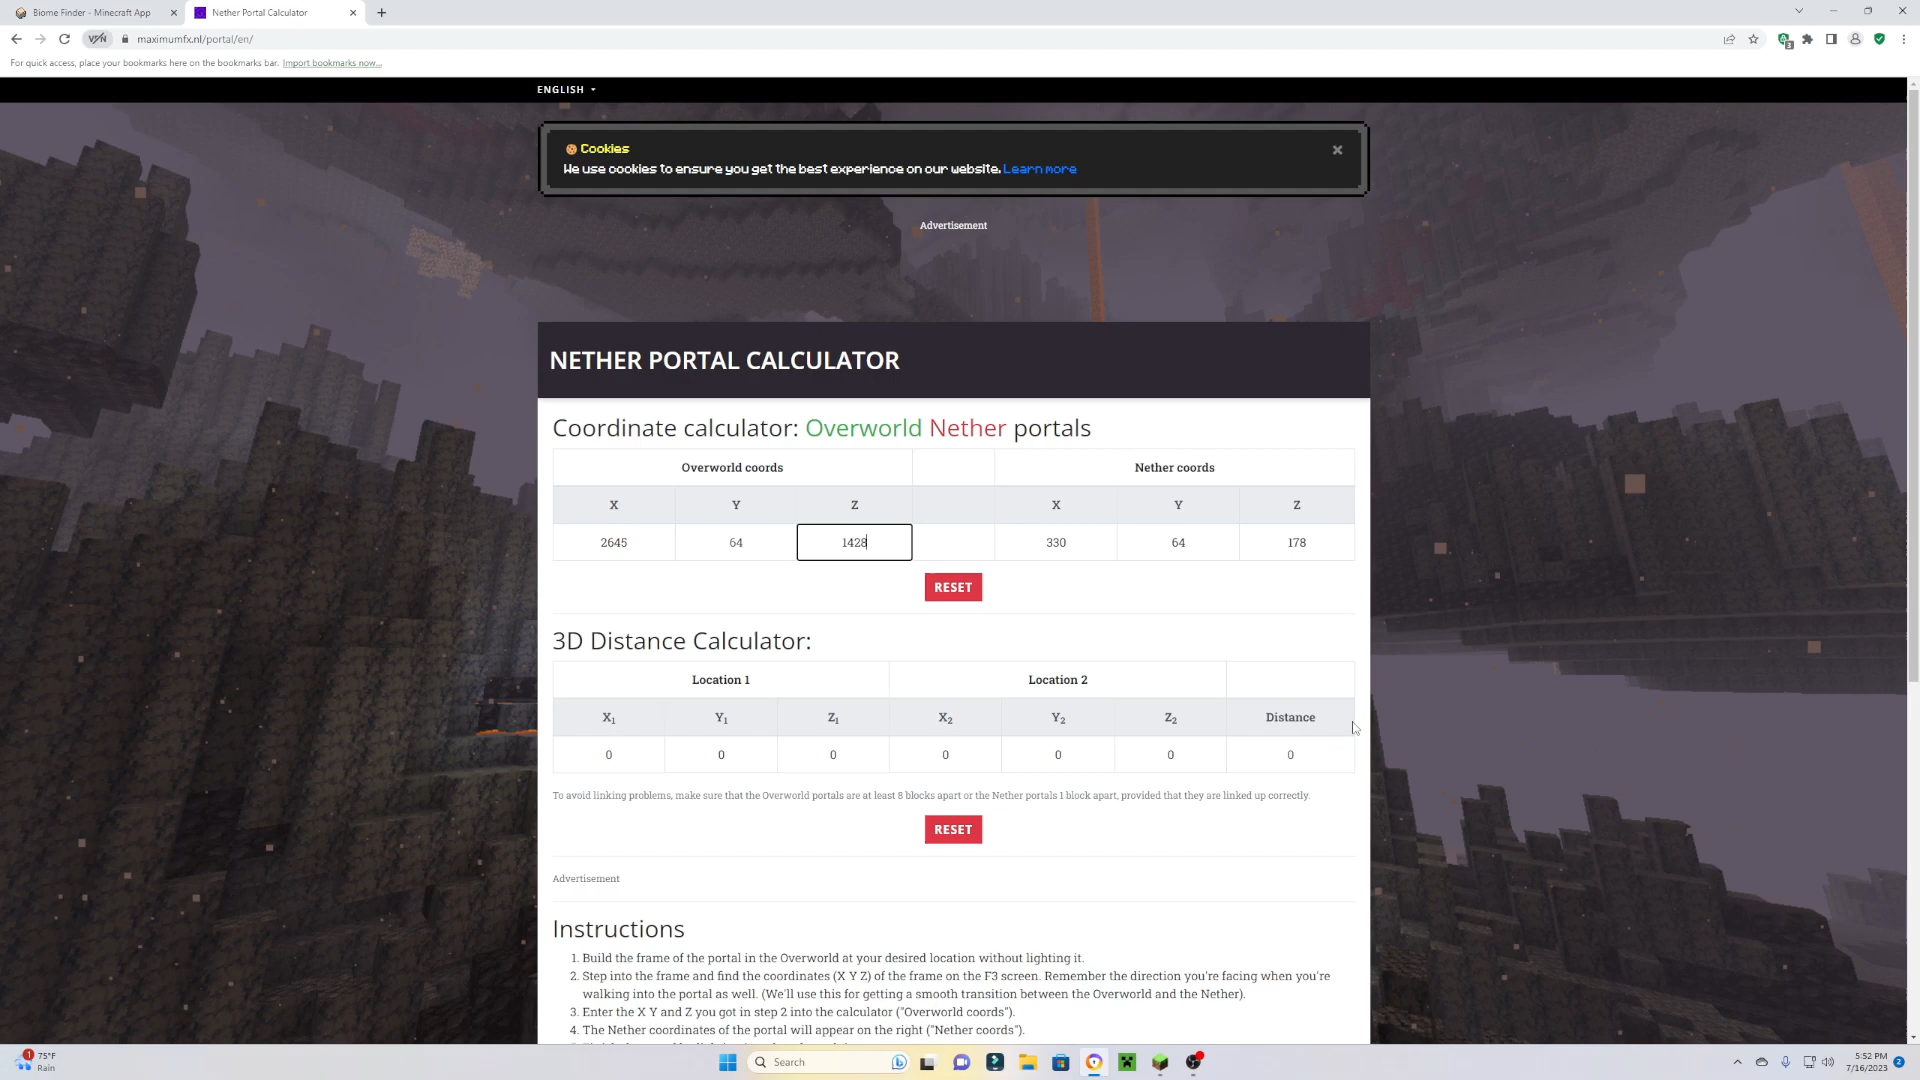 Biome Finder - Minecraft App
Nether Portal Calculator
VPN
maximumfx.nl/portal/en/
3
For quick access, place your bookmarks here on the bookmarks bar. Import bookmarks now...
ENGLISH
Cookies
We use cookies to ensure you get the best experience on our website. Learn more
Advertisement
NETHER PORTAL CALCULATOR
Coordinate calculator: Overworld Nether portals
Overworld coords Nether coords
X Y Z X Y Z
2645 64 1428 330 64 178
RESET
3D Distance Calculator:
Location 1 Location 2
X1 Y1 Z1 X2 Y2 Z2 Distance
0 0 0 0 0 0 0
To avoid linking problems, make sure that the Overworld portals are at least 8 blocks apart or the Nether portals 1 block apart, provided that they are linked up correctly.
RESET
Advertisement
Instructions
1. Build the frame of the portal in the Overworld at your desired location without lighting it.
2. Step into the frame and find the coordinates (X Y Z) of the frame on the F3 screen. Remember the direction you're facing when you're
walking into the portal as well. (We'll use this for getting a smooth transition between the Overworld and the Nether).
3. Enter the X Y and Z you got in step 2 into the calculator ("Overworld coords").
4. The Nether coordinates of the portal will appear on the right ("Nether coords").
1
75°F
Rain
Search
5:52 PM
7/16/2023
2